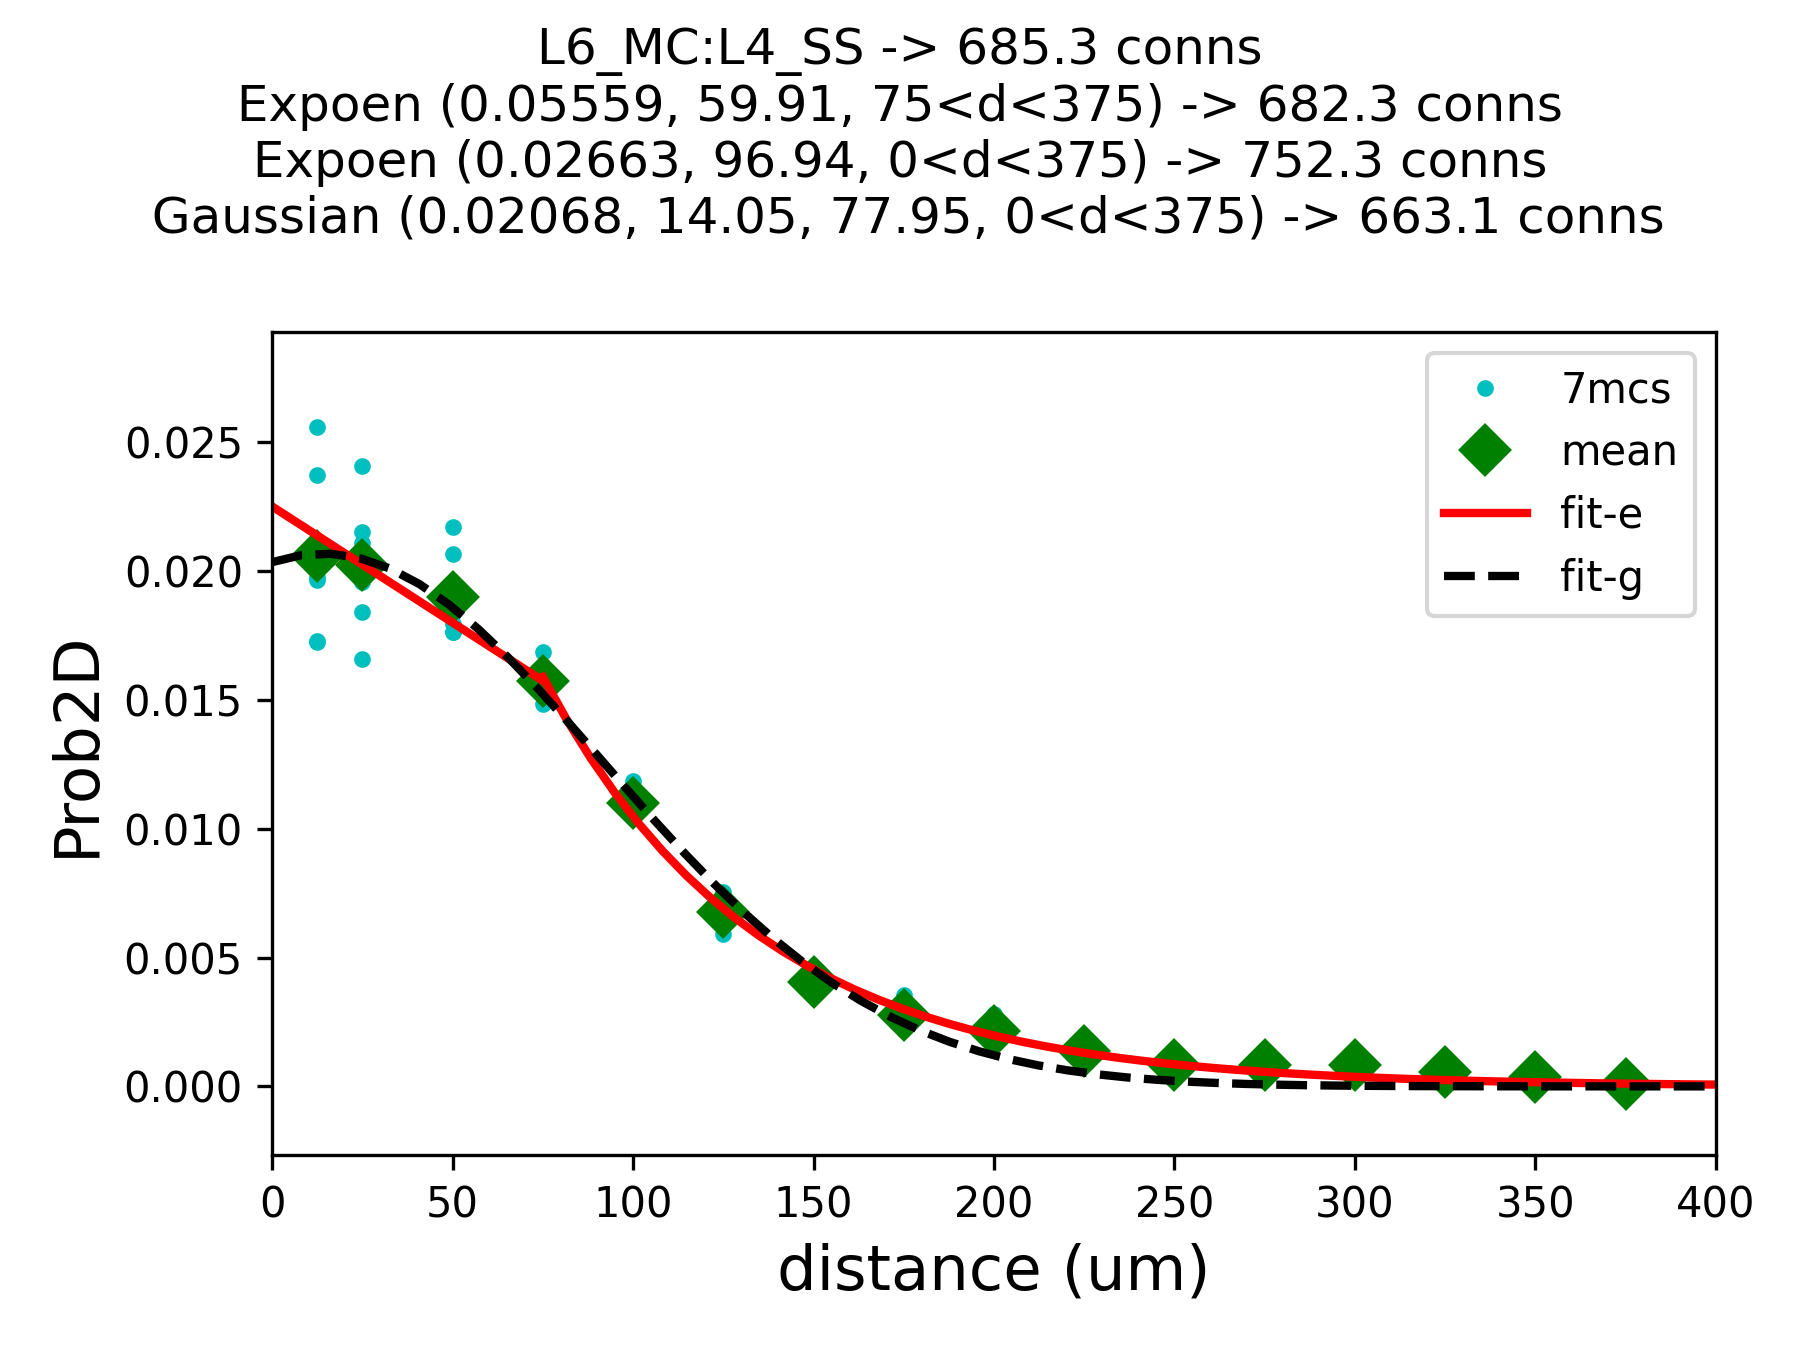 L6_MC:L4_SS -> 685.3 conns
Expoen (0.05559, 59.91, 75<d<375) -> 682.3 conns
Expoen (0.02663, 96.94, 0<d<375) -> 752.3 conns
Gaussian (0.02068, 14.05, 77.95, 0<d<375) -> 663.1 conns
7mcs
mean
fit-e
fit-g
Prob2D
0.025
0.020
0.015
0.010
0.005
0.000
0 50 100 150 200 250 300 350 400
distance (um)